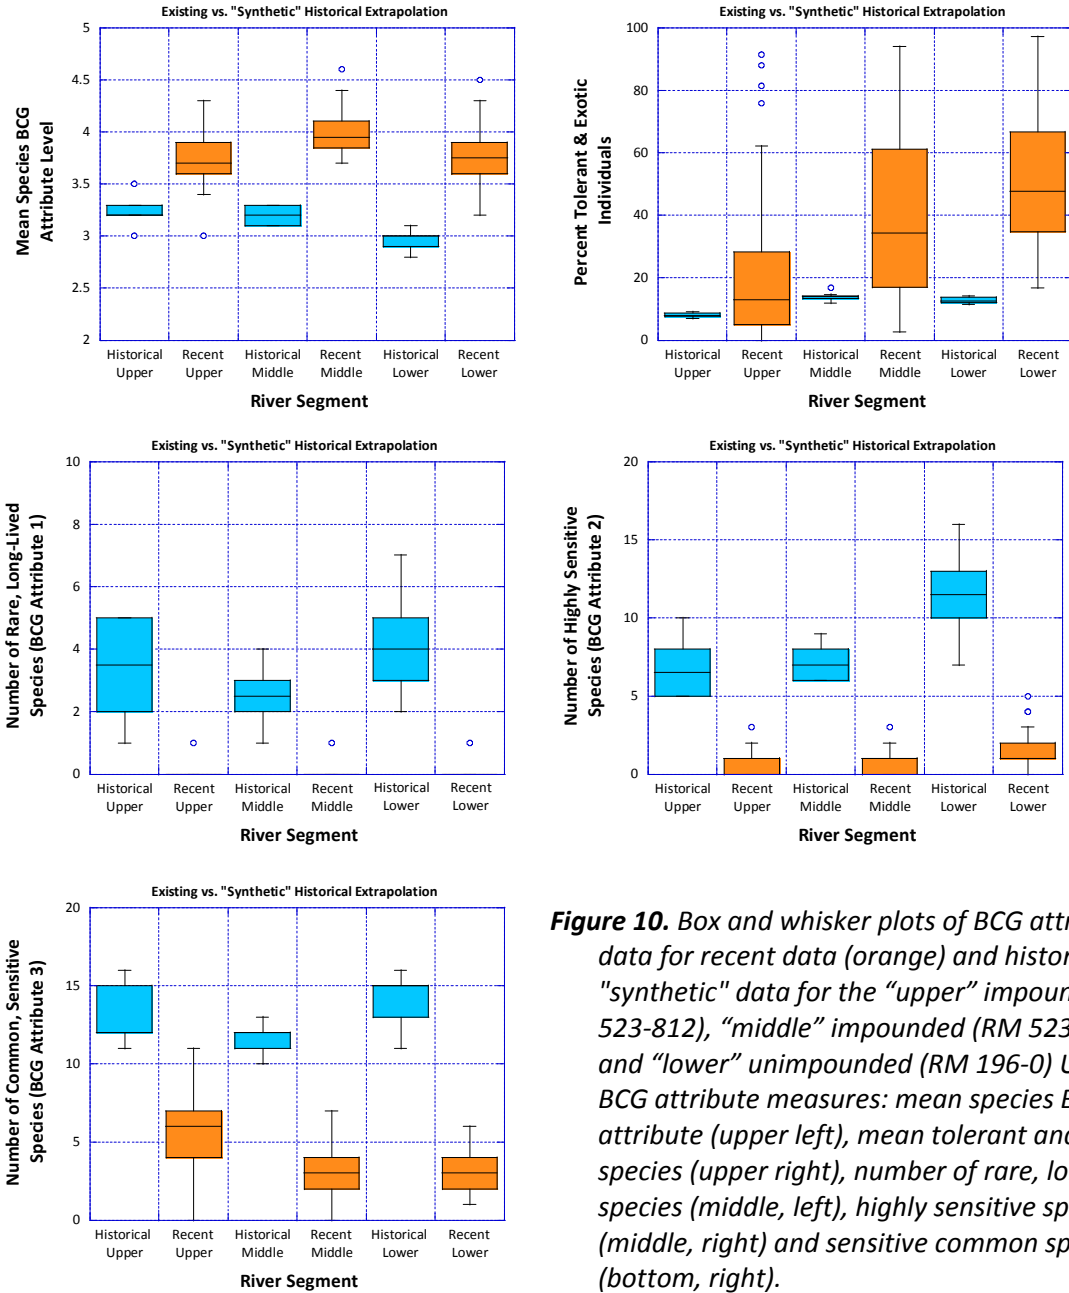 Existing vs. "Synthetic" Historical Extrapolation
Mean Species BCG
Attribute Level
5
4.5
4
3.5
3
2.5
2
Historical Recent Historical Recent Historical Recent
Upper Upper Middle Middle Lower Lower
River Segment
Existing vs. "Synthetic" Historical Extrapolation
Percent Tolerant & Exotic
Individuals
100
80
60
40
20
0
Historical Recent Historical Recent Historical Recent
Upper Upper Middle Middle Lower Lower
River Segment
Existing vs. "Synthetic" Historical Extrapolation
Number of Rare, Long-Lived
Species (BCG Attribute 1)
10
8
6
4
2
0
Historical Recent Historical Recent Historical Recent
Upper Upper Middle Middle Lower Lower
River Segment
Existing vs. "Synthetic" Historical Extrapolation
Number of Highly Sensitive
Species (BCG Attribute 2)
20
15
10
5
0
Historical Recent Historical Recent Historical Recent
Upper Upper Middle Middle Lower Lower
River Segment
Existing vs. "Synthetic" Historical Extrapolation
Number of Common, Sensitive
Species (BCG Attribute 3)
20
15
10
5
0
Historical Recent Historical Recent Historical Recent
Upper Upper Middle Middle Lower Lower
River Segment
Figure 10. Box and whisker plots of BCG attr
data for recent data (orange) and histor
"synthetic" data for the “upper” impoun
523-812), “middle” impounded (RM 523
and “lower” unimpounded (RM 196-0) U
BCG attribute measures: mean species B
attribute (upper left), mean tolerant and
species (upper right), number of rare, lo
species (middle, left), highly sensitive sp
(middle, right) and sensitive common sp
(bottom, right).